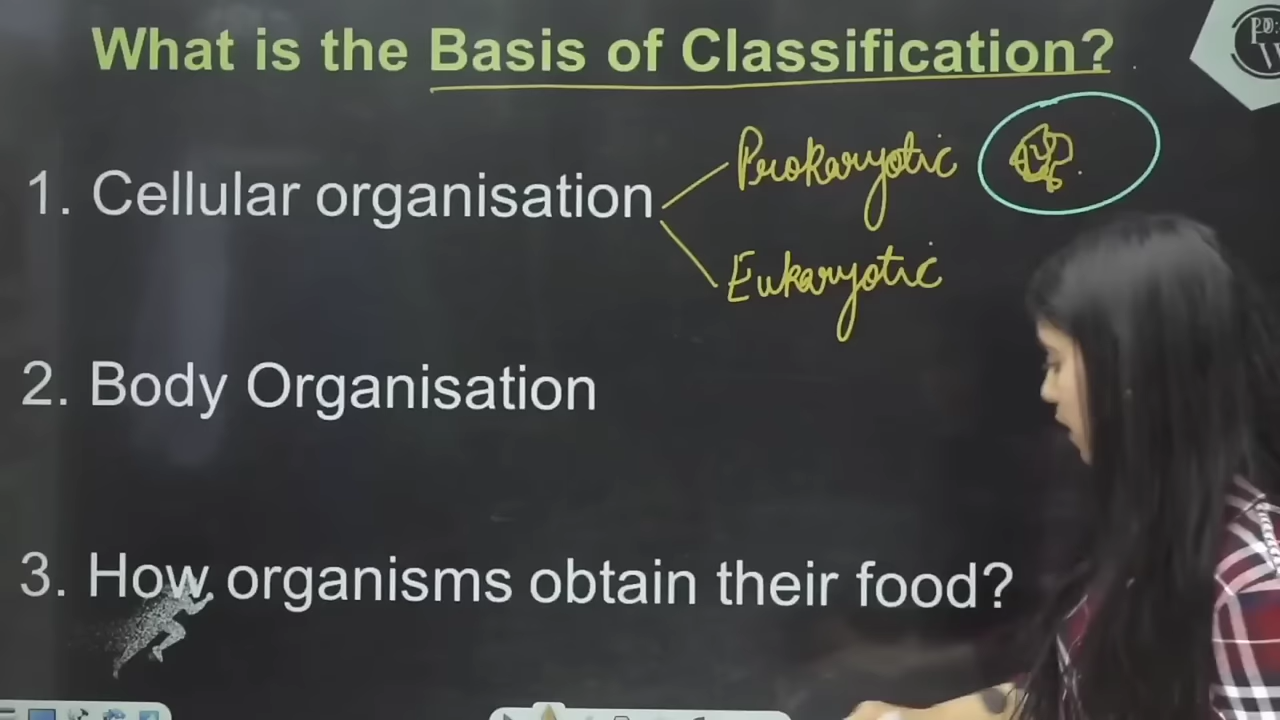 What is the Basis of Classification?
1. Cellular organisation
Prokaryotic
Eukaryotic
2. Body Organisation
3. How organisms obtain their food?